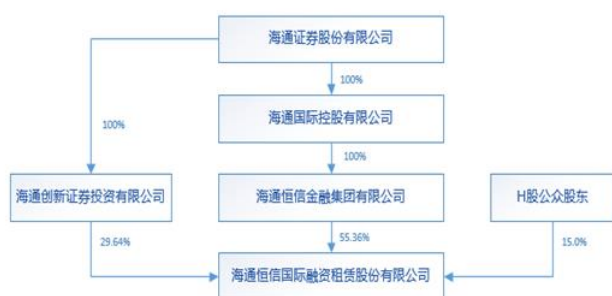 海通证券股份有限公司
100%
海通国际控股有限公司
100%
100%
海通创新证券投资有限公司
海通恒信金融集团有限公司
H股公众股东
29.64%
55.36%
15.0%
海通恒信国际融资租赁股份有限公司